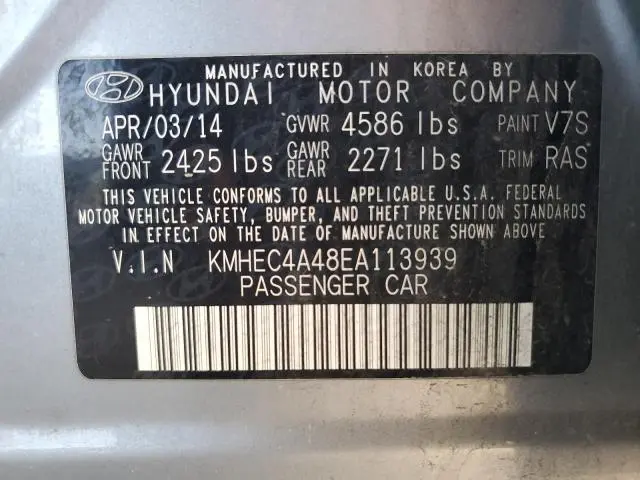 MANUFACTURED IN KOREA BY
HYUNDAI MOTOR COMPANY
APR/03/14 GVWR 4586 lbs PAINT V7S
GAWR FRONT 2425 lbs GAWR REAR 2271 lbs TRIM RAS
THIS VEHICLE CONFORMS TO ALL APPLICABLE U.S.A. FEDERAL
MOTOR VEHICLE SAFETY, BUMPER, AND THEFT PREVENTION STANDARDS
IN EFFECT ON THE DATE OF MANUFACTURE SHOWN ABOVE
V.I.N KMHEC4A48EA113939
PASSENGER CAR